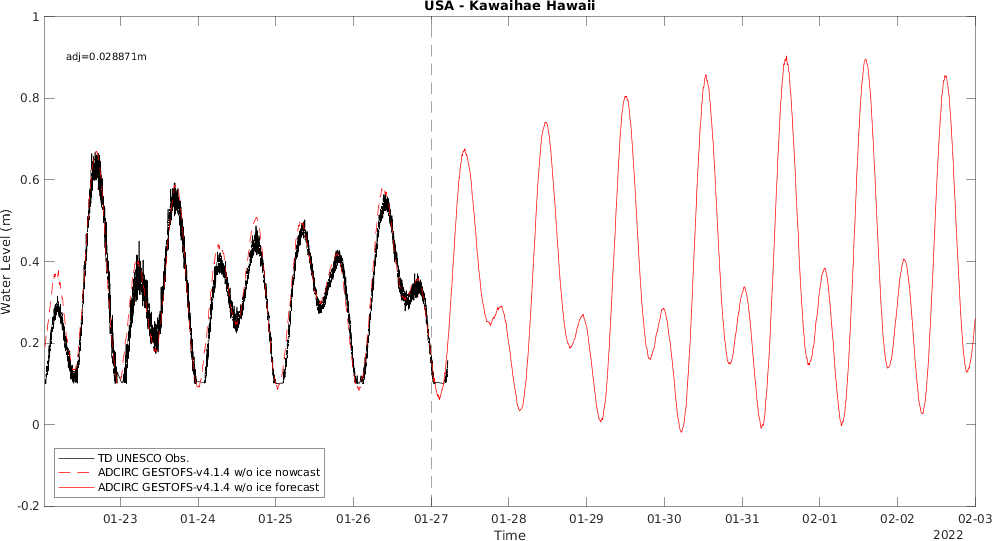 USA - Kawaihae Hawaii
adj=0.028871m
Water Level (m)
1
0.8
0.6
0.4
0.2
0
-0.2
TD UNESCO Obs.
ADCIRC GESTOFS-v4.1.4 w/o ice nowcast
ADCIRC GESTOFS-v4.1.4 w/o ice forecast
01-23 01-24 01-25 01-26 01-27 01-28 01-29 01-30 01-31 02-01 02-02 02-03
Time
2022